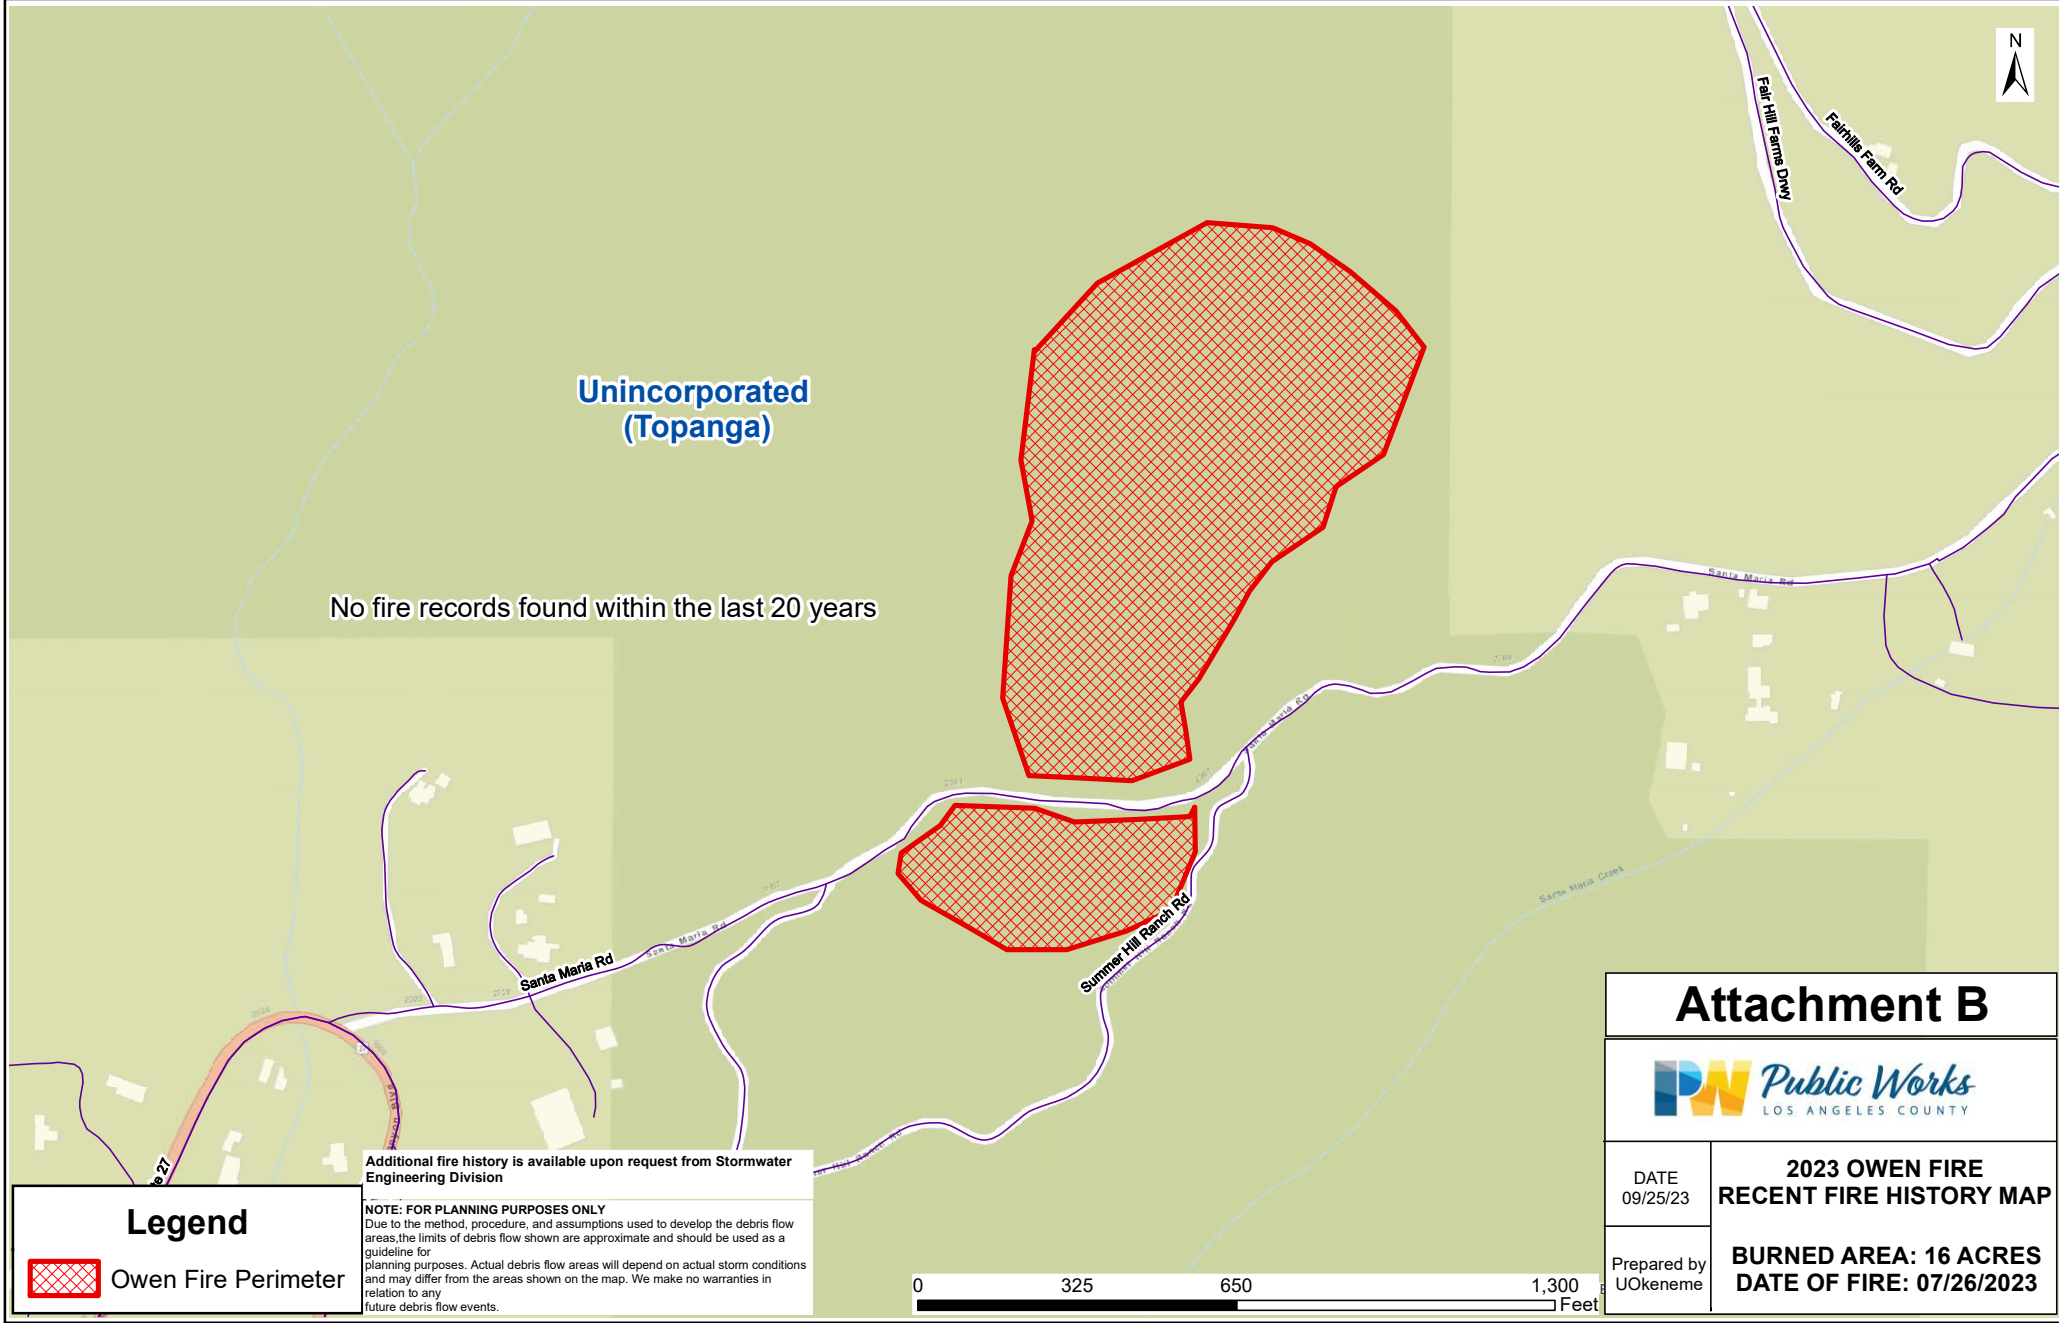 N
Fair Hill Farms Drwy
Fairhills Farm Rd
Unincorporated
(Topanga)
No fire records found within the last 20 years
Santa Maria Rd
Santa Maria Rd
Santa Maria Creek
Summer Hill Ranch Rd
Santa Maria Rd
Santa Maria Rd
Attachment B
PW Public Works
LOS ANGELES COUNTY
DATE
09/25/23
2023 OWEN FIRE
RECENT FIRE HISTORY MAP
Prepared by
UOkeneme
BURNED AREA: 16 ACRES
DATE OF FIRE: 07/26/2023
Additional fire history is available upon request from Stormwater
Engineering Division
NOTE: FOR PLANNING PURPOSES ONLY
Due to the method, procedure, and assumptions used to develop the debris flow
areas,the limits of debris flow shown are approximate and should be used as a
guideline for
planning purposes. Actual debris flow areas will depend on actual storm conditions
and may differ from the areas shown on the map. We make no warranties in
relation to any
future debris flow events.
Legend
Owen Fire Perimeter
0 325 650 1,300
Feet